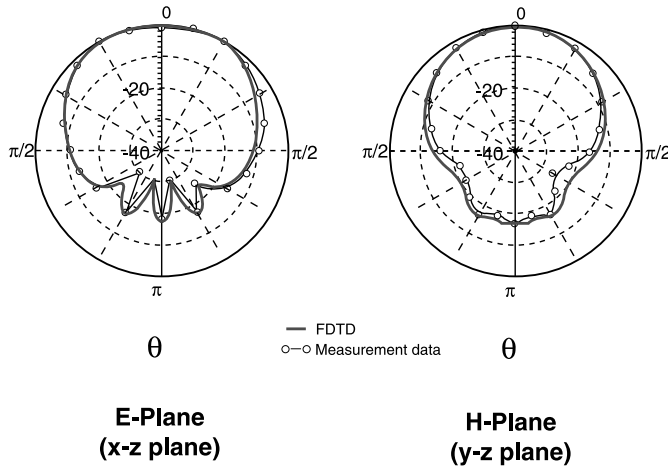 0
-20
-40
π/2
π/2
π
θ
0
-20
-40
π/2
π/2
π
θ
FDTD
Measurement data
E-Plane
(x-z plane)
H-Plane
(y-z plane)